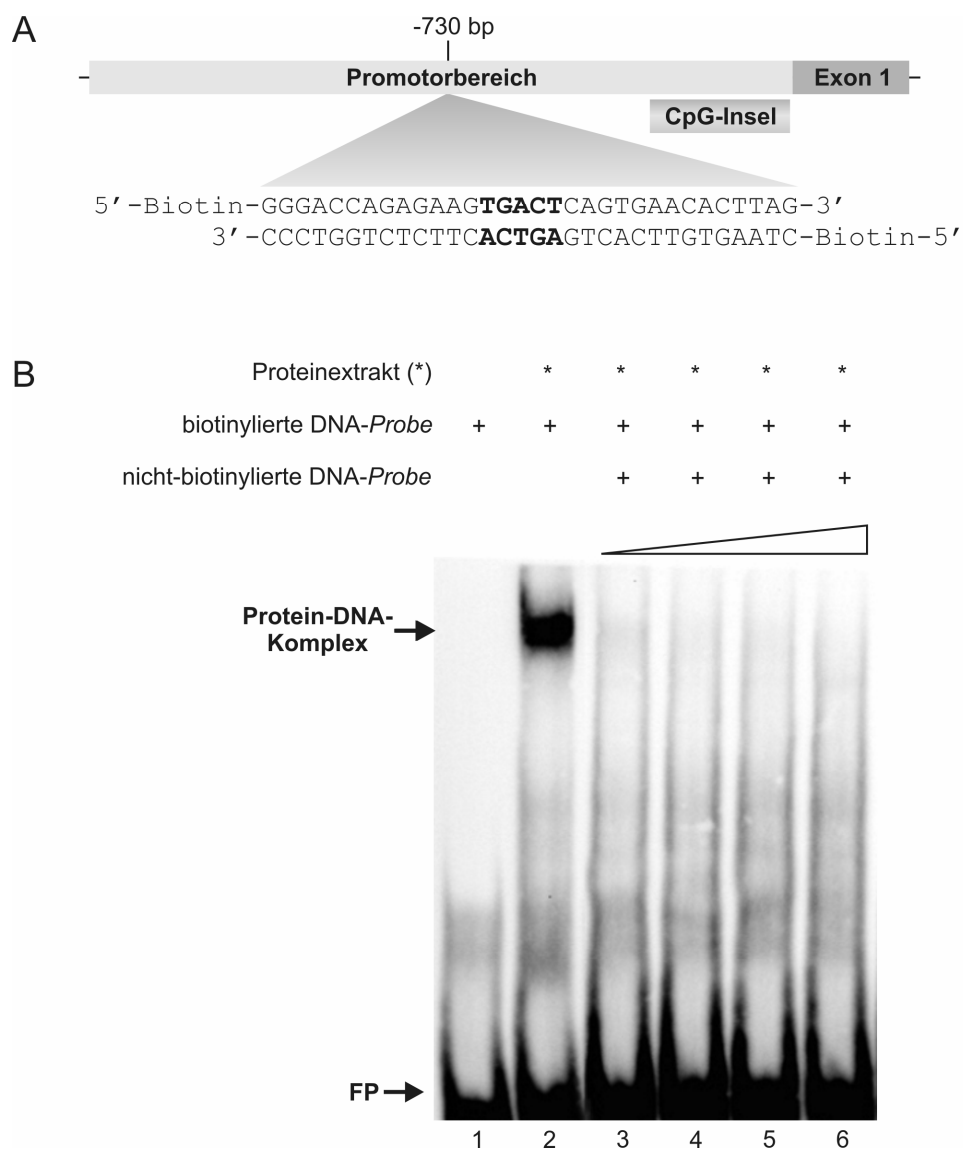 A
-730 bp
Promotorbereich Exon 1
CpG-Insel
5’-Biotin-GGGACCAGAGAAGTGACTCAGTGAACACTTAG-3’
3’-CCCTGGTCTCTTCACTGAGTCACTTGTGAATC-Biotin-5’
B
Proteinextrakt (*) * * * * *
biotinylierte DNA-Probe + + + + + +
nicht-biotinylierte DNA-Probe + + + +
Protein-DNA-
Komplex
FP
1 2 3 4 5 6